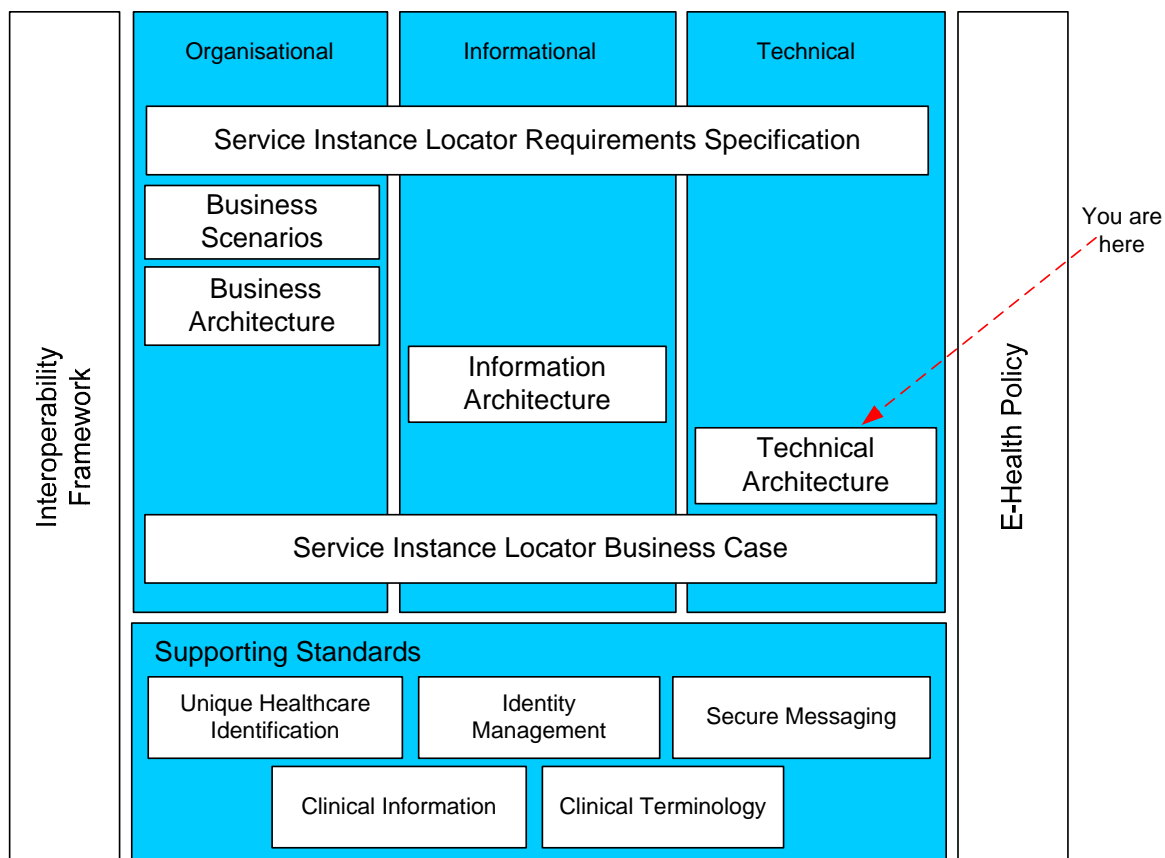 Organisational
Informational
Technical
Service Instance Locator Requirements Specification
Business
Scenarios
Business
Architecture
Information
Architecture
Technical
Architecture
Service Instance Locator Business Case
Interoperability
Framework
E-Health Policy
You are
here
Supporting Standards
Unique Healthcare
Identification
Identity
Management
Secure Messaging
Clinical Information
Clinical Terminology